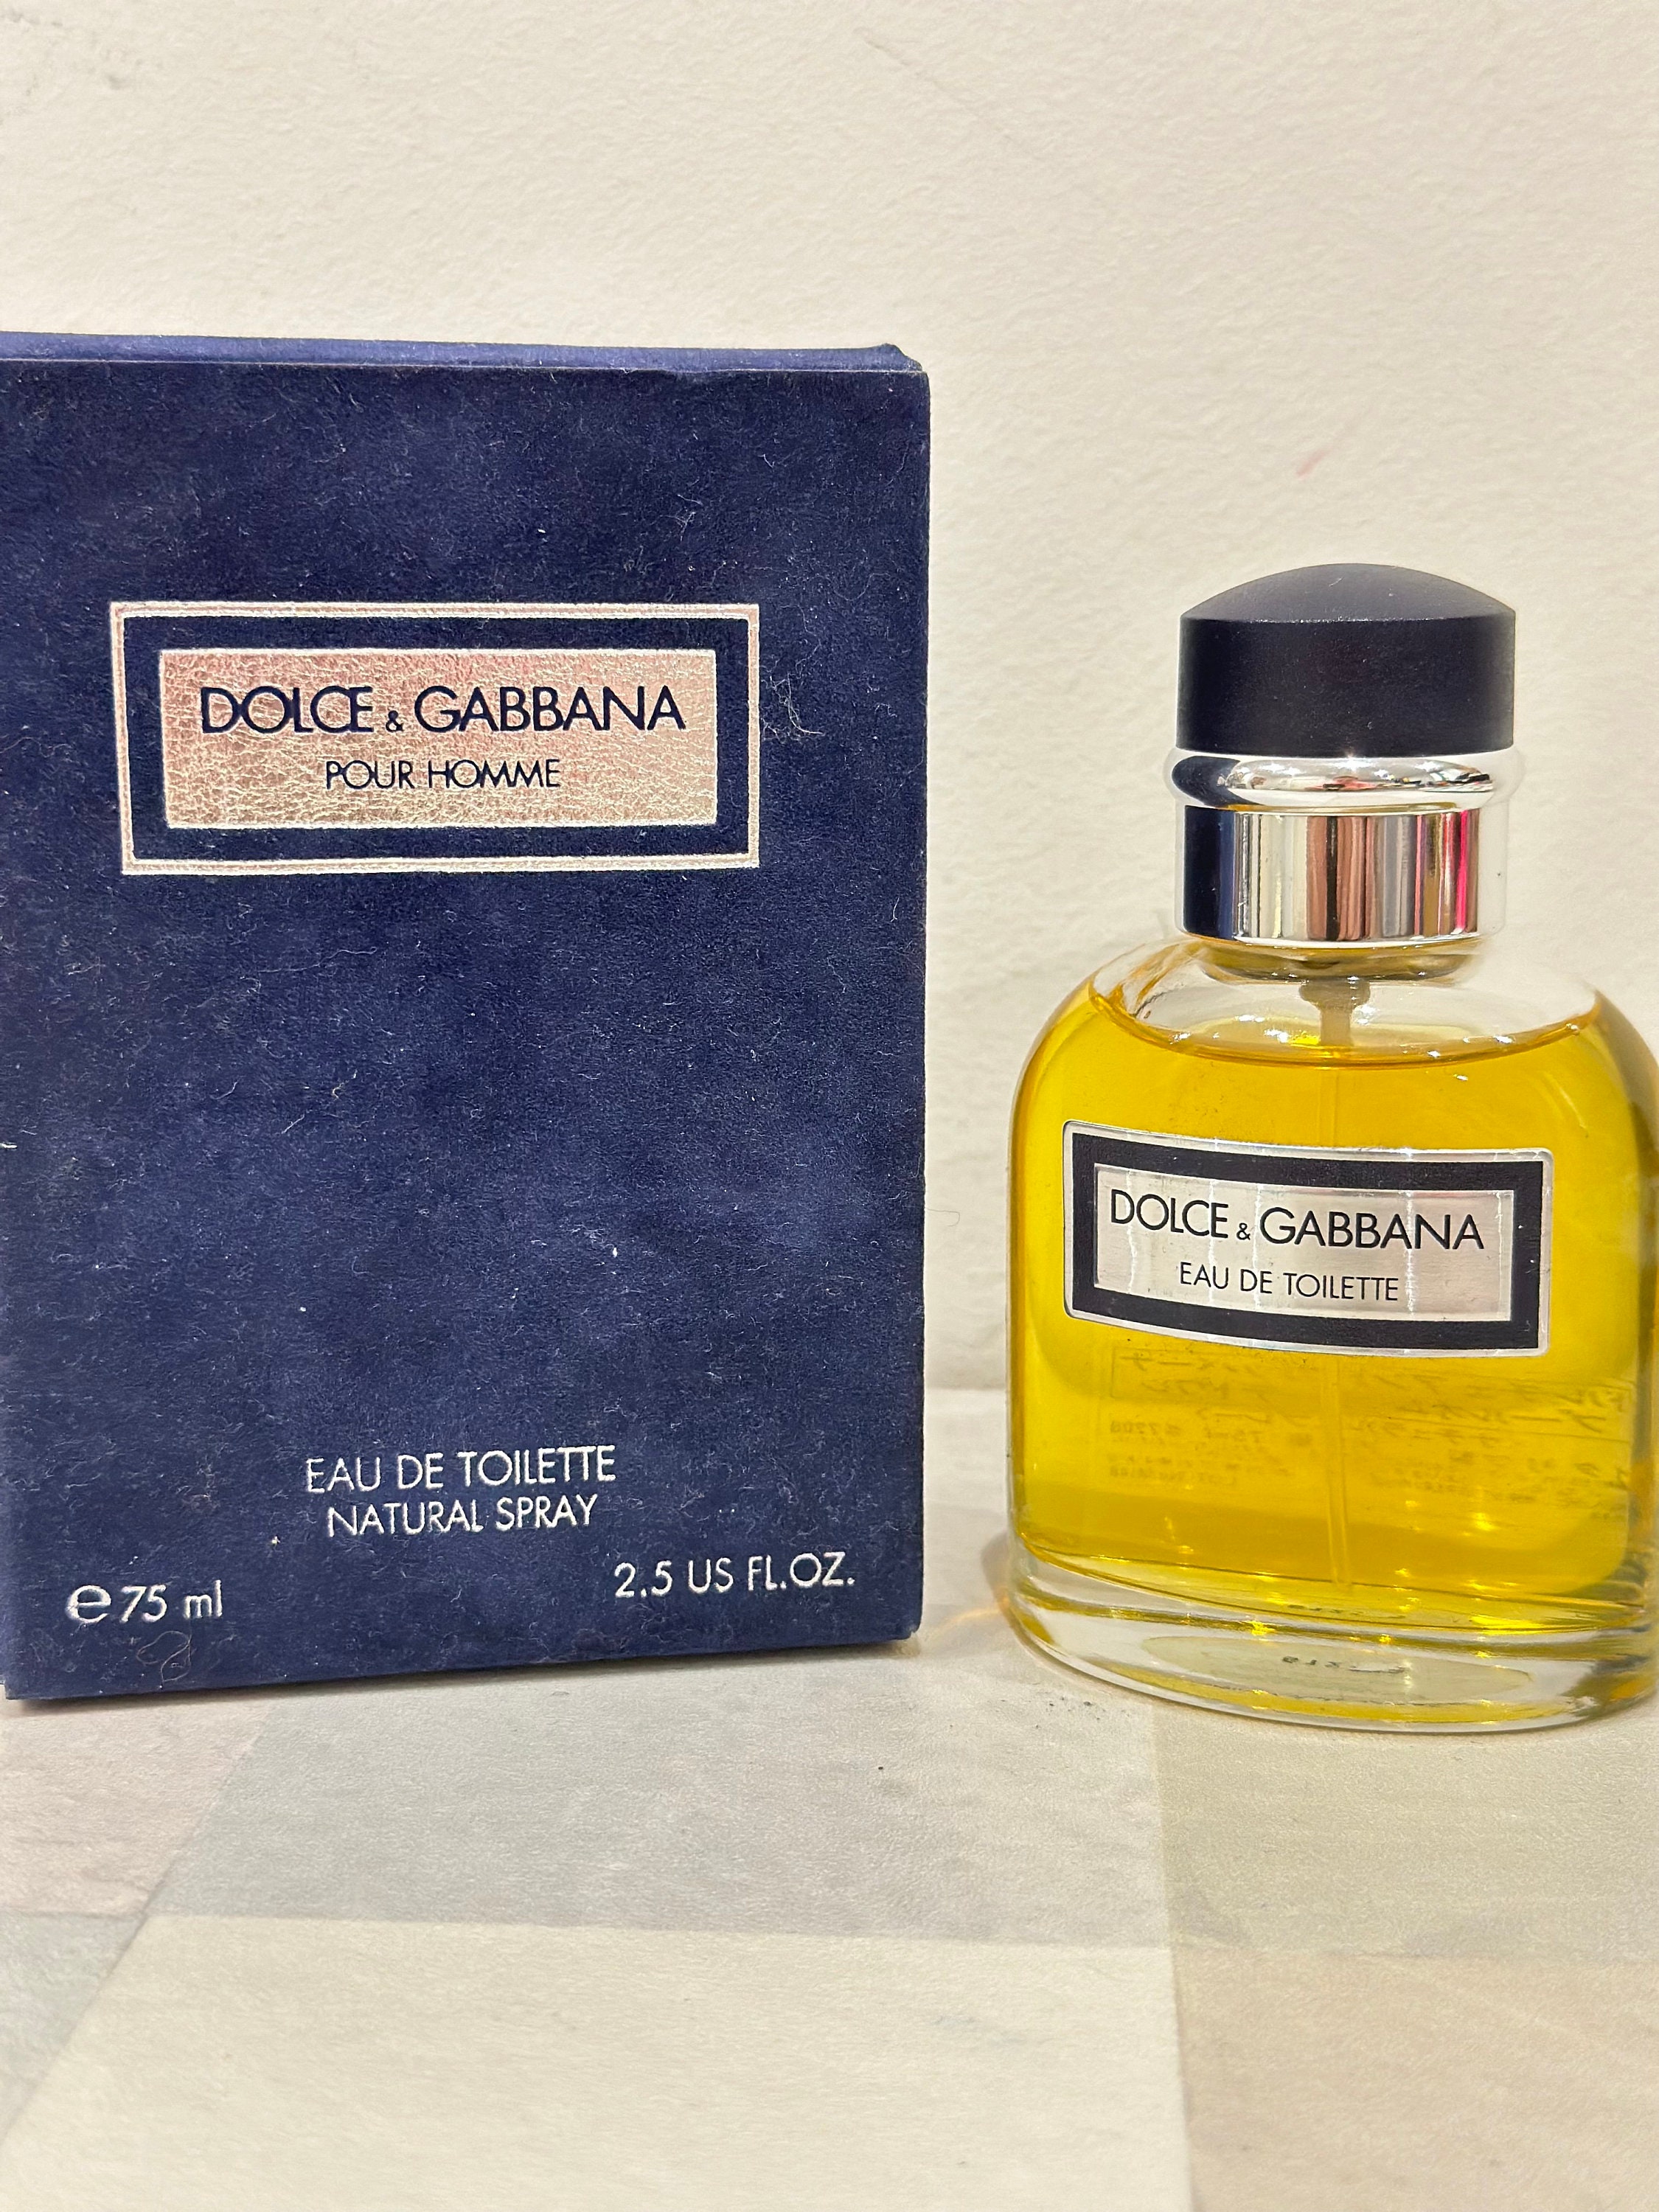 DOLCE & GABBANA
POUR HOMME
EAU DE TOILETTE
NATURAL SPRAY
e 75 ml
2.5 US FL.OZ.
DOLCE & GABBANA
EAU DE TOILETTE